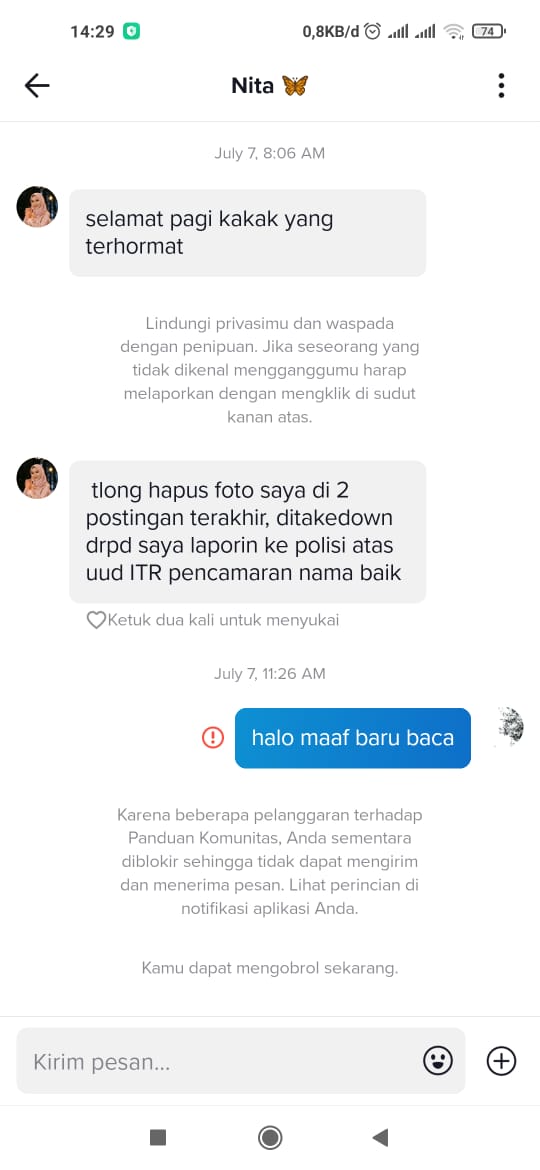 14:29
0,8KB/d
74
Nita
July 7, 8:06 AM
selamat pagi kakak yang
terhormat
Lindungi privasimu dan waspada
dengan penipuan. Jika seseorang yang
tidak dikenal mengganggumu harap
melaporkan dengan mengklik di sudut
kanan atas.
tlong hapus foto saya di 2
postingan terakhir, ditakedown
drpd saya laporin ke polisi atas
uud ITR pencamaran nama baik
Ketuk dua kali untuk menyukai
July 7, 11:26 AM
halo maaf baru baca
Karena beberapa pelanggaran terhadap
Panduan Komunitas, Anda sementara
diblokir sehingga tidak dapat mengirim
dan menerima pesan. Lihat perincian di
notifikasi aplikasi Anda.
Kamu dapat mengobrol sekarang.
Kirim pesan...